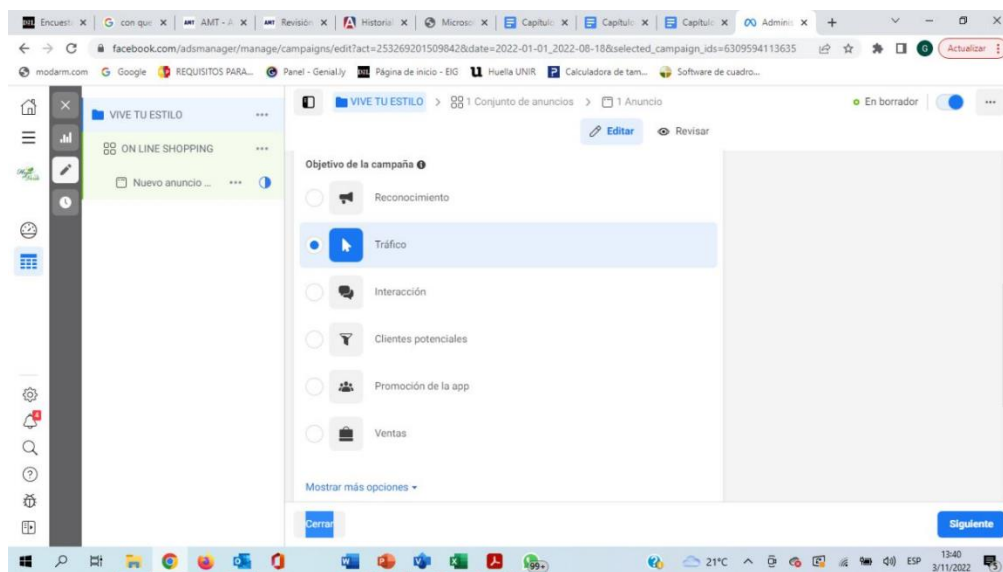 Encuest
con que
AMT - A
Revisión
Historial
Microso
Capítulo
Capítulo
Capítulo
Adminis
facebook.com/adsmanager/manage/campaigns/edit?act=253269201509842&date=2022-01-01_2022-08-18&selected_campaign_ids=6309594113635
Actualizar
modarm.com
Google
REQUISITOS PARA...
Panel - Genial.ly
Página de inicio - EIG
Huella UNIR
Calculadora de tam...
Software de cuadro...
VIVE TU ESTILO
ON LINE SHOPPING
Nuevo anuncio ...
VIVE TU ESTILO > 1 Conjunto de anuncios > 1 Anuncio
En borrador
Editar
Revisar
Objetivo de la campaña
Reconocimiento
Tráfico
Interacción
Clientes potenciales
Promoción de la app
Ventas
Mostrar más opciones
Cerrar
Siguiente
4
99+
21°C
ESP
13:40
3/11/2022